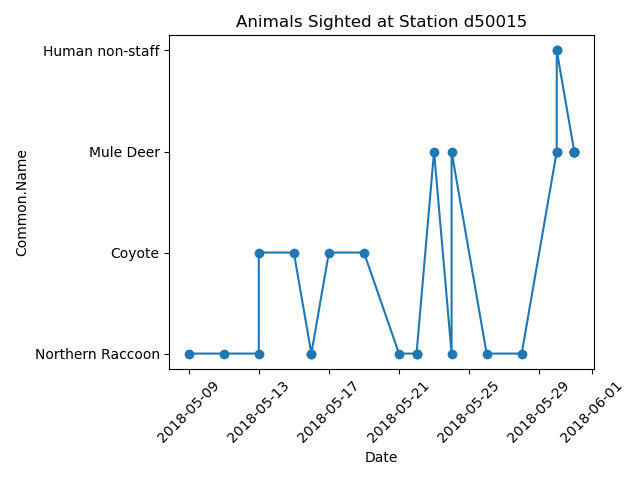 Animals Sighted at Station d50015
Common.Name
Human non-staff
Mule Deer
Coyote
Northern Raccoon
2018-05-09
2018-05-13
2018-05-17
2018-05-21
2018-05-25
2018-05-29
2018-06-01
Date